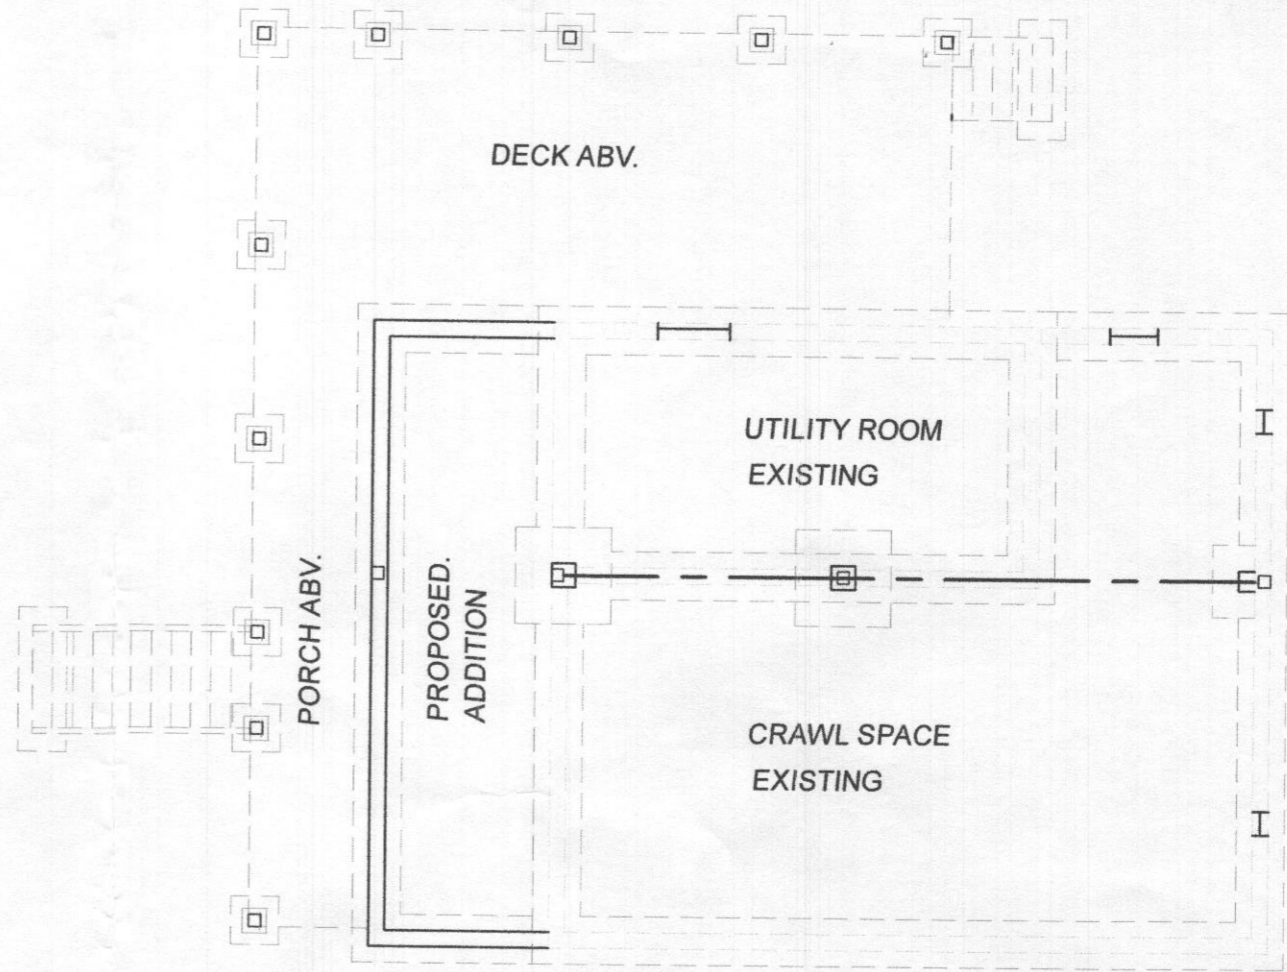 DECK ABV.
UTILITY ROOM
EXISTING
PORCH ABV.
PROPOSED.
ADDITION
CRAWL SPACE
EXISTING